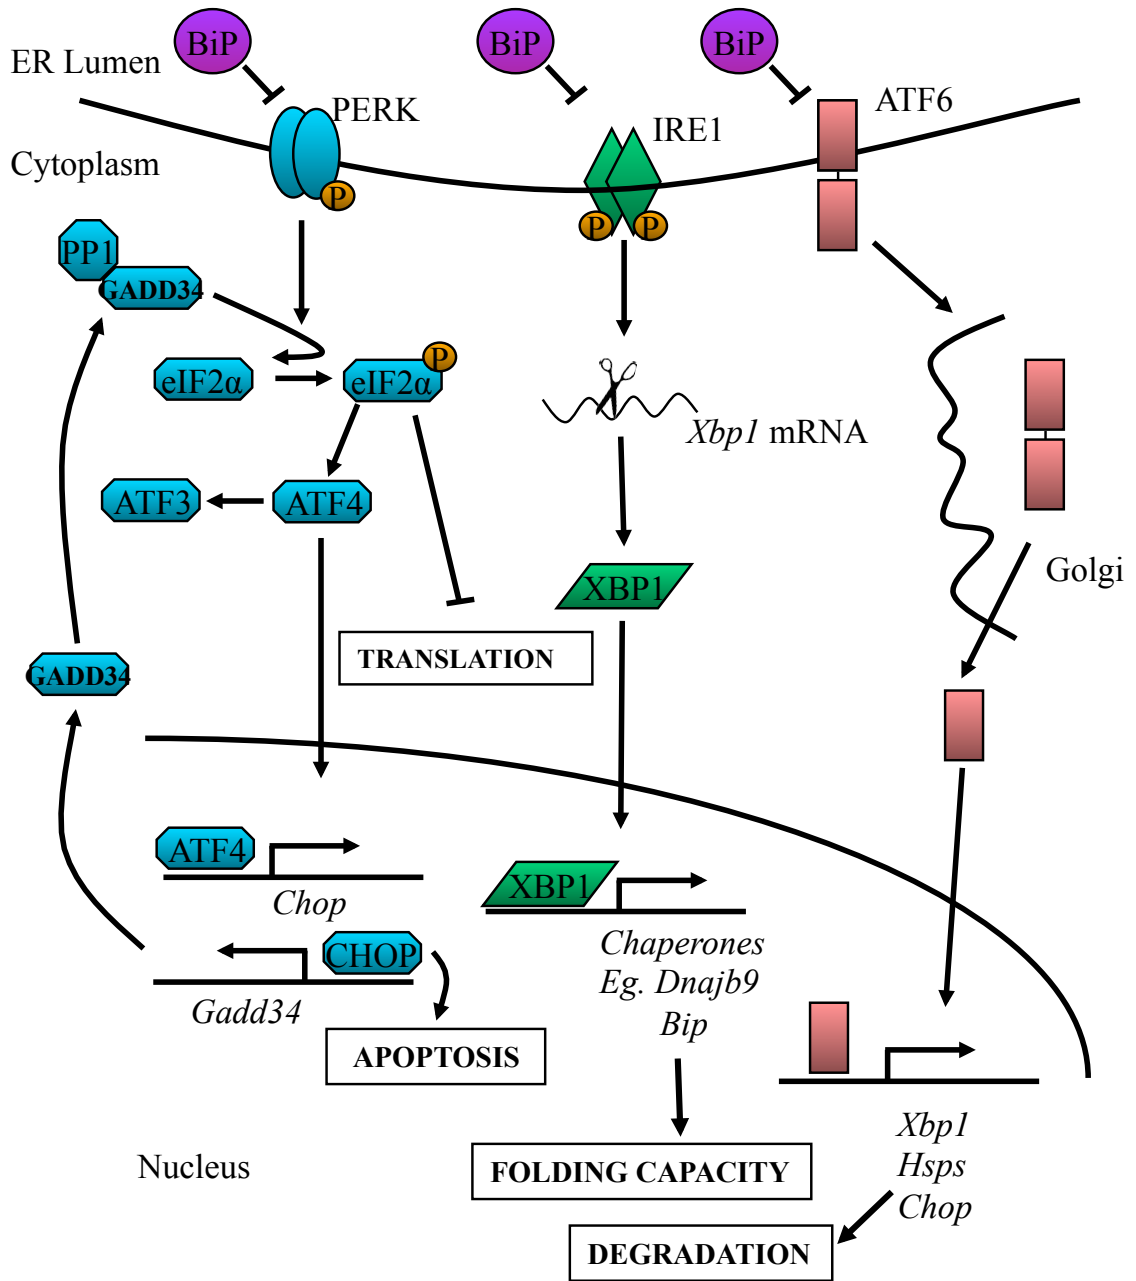 BiP
BiP
BiP
ER Lumen
PERK
ATF6
IRE1
Cytoplasm
P
P
P
PP1
GADD34
P
eIF2α
eIF2α
Xbp1 mRNA
ATF3
ATF4
Golgi
XBP1
TRANSLATION
GADD34
ATF4
XBP1
Chop
CHOP
Chaperones
Eg. Dnajb9
Bip
Gadd34
APOPTOSIS
Xbp1
Hsps
Chop
Nucleus
FOLDING CAPACITY
DEGRADATION